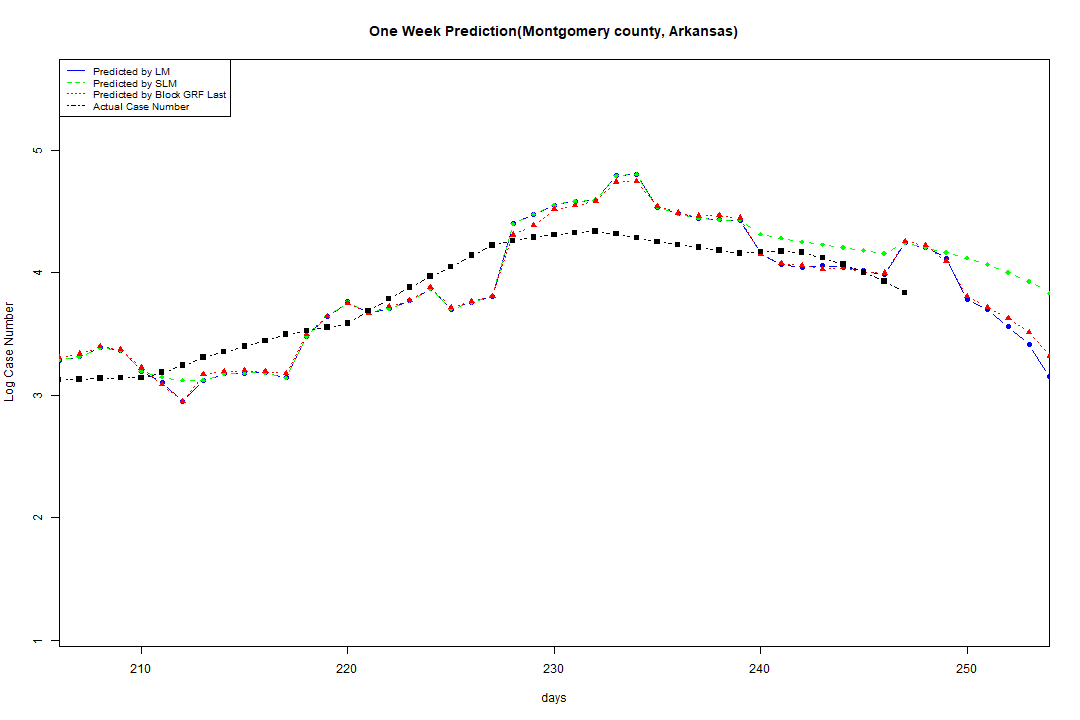 One Week Prediction(Montgomery county, Arkansas)
Predicted by LM
Predicted by SLM
Predicted by Block GRF Last
Actual Case Number
5
4
3
2
1
Log Case Number
210 220 230 240 250
days